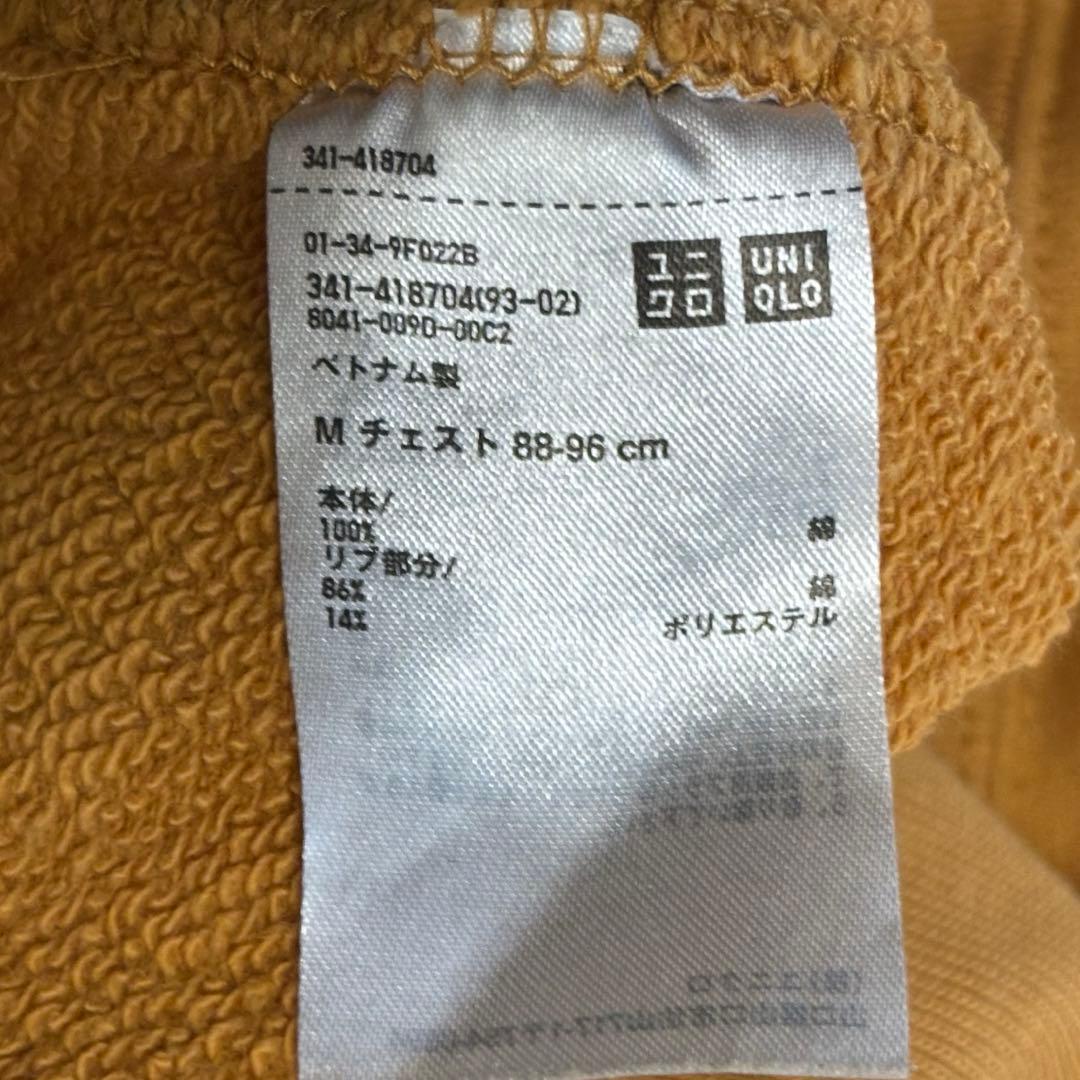 341-418704
01-34-9F022B
341-418704(93-02)
8041-009D-00C2
ユニ
クロ
UNI
QLO
ベトナム製
M チェスト 88-96 cm
本体/
100% 綿
リブ部分/
86% 綿
14% ポリエステル